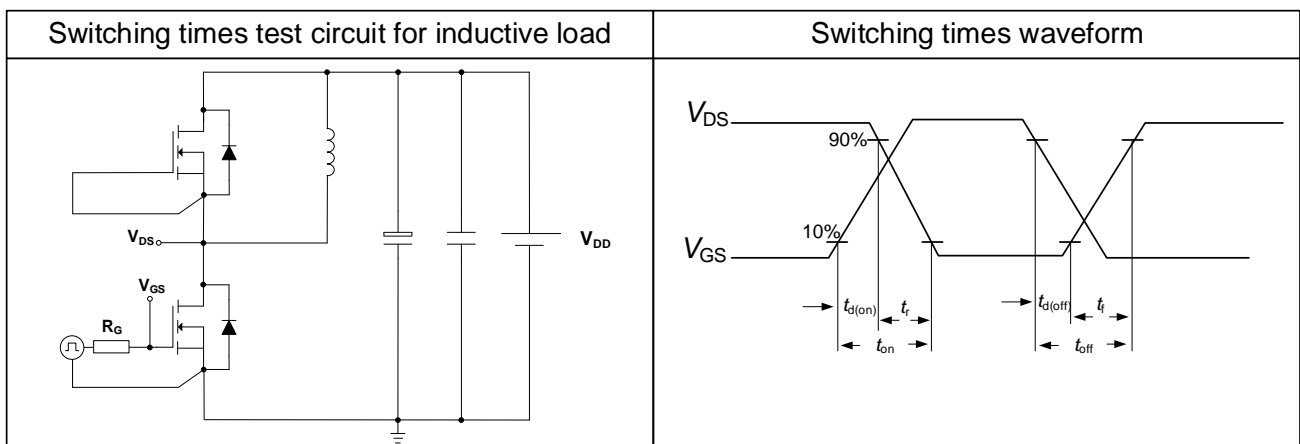 Switching times test circuit for inductive load
Switching times waveform
VDS
VDD
VGS
RG
VDS
90%
10%
VGS
td(on)
tr
td(off)
tf
ton
toff